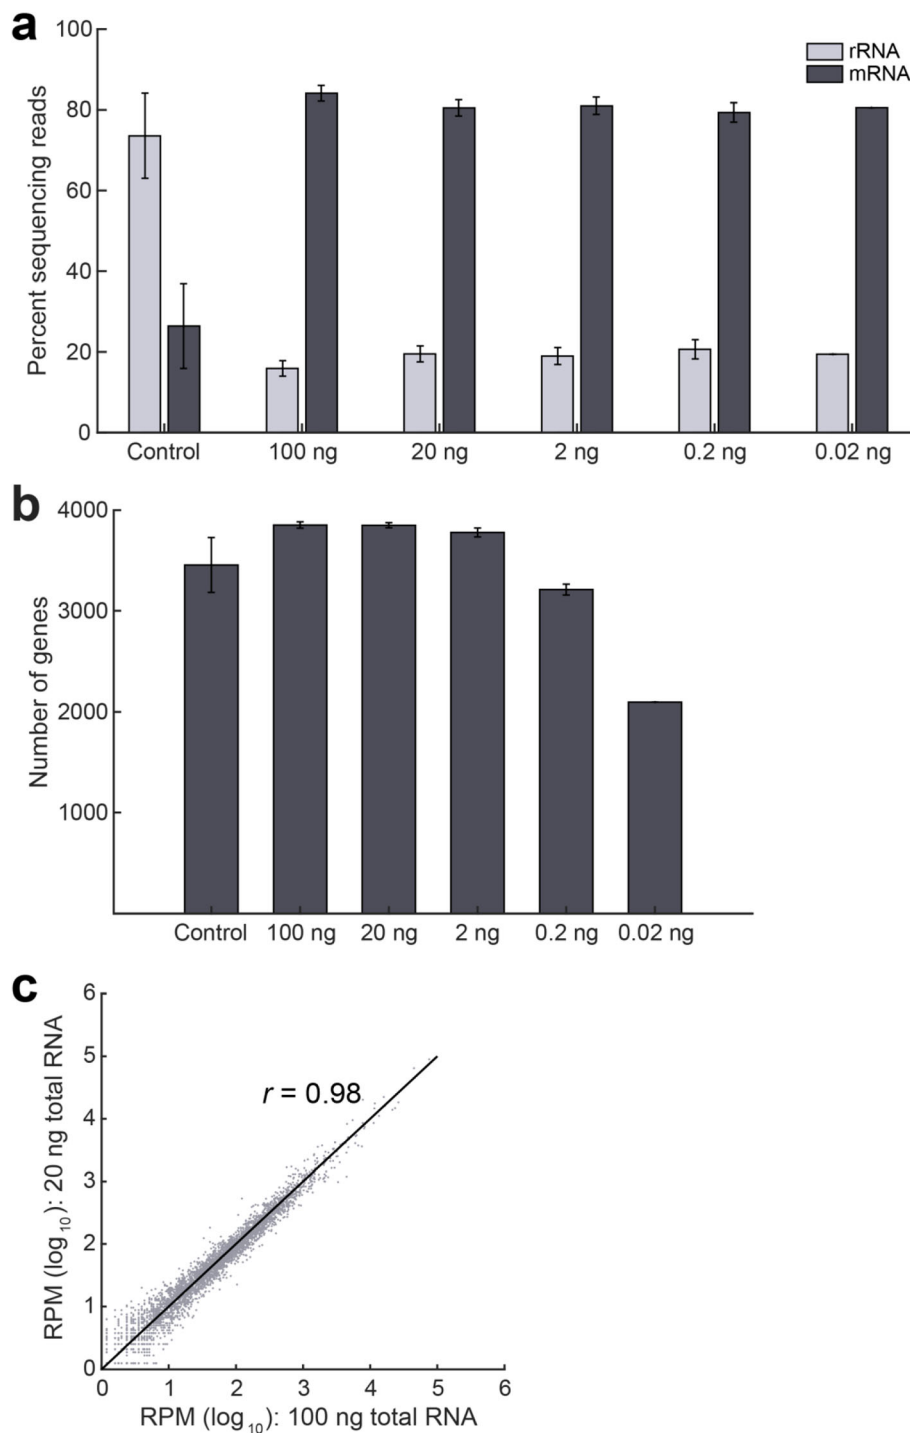 a
100
80
60
40
20
0
Percent sequencing reads
rRNA
mRNA
Control 100 ng 20 ng 2 ng 0.2 ng 0.02 ng
b
4000
3000
2000
1000
Number of genes
Control 100 ng 20 ng 2 ng 0.2 ng 0.02 ng
c
6
5
4
3
2
1
0
RPM (log10): 20 ng total RNA
r = 0.98
0 1 2 3 4 5 6
RPM (log10): 100 ng total RNA